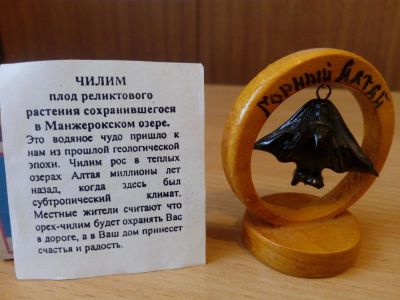 ЧИЛИМ
плод реликтового
растения сохранившегося
в Манжерокском озере.
Это водяное чудо пришло к
нам из прошлой геологической
эпохи. Чилим рос в теплых
озерах Алтая миллионы лет
назад, когда здесь был
субтропический климат.
Местные жители считают что
орех-чилим будет охранять Вас
в дороге, а в Ваш дом принесет
счастья и радость.
ГОРНЫЙ АЛТАЙ